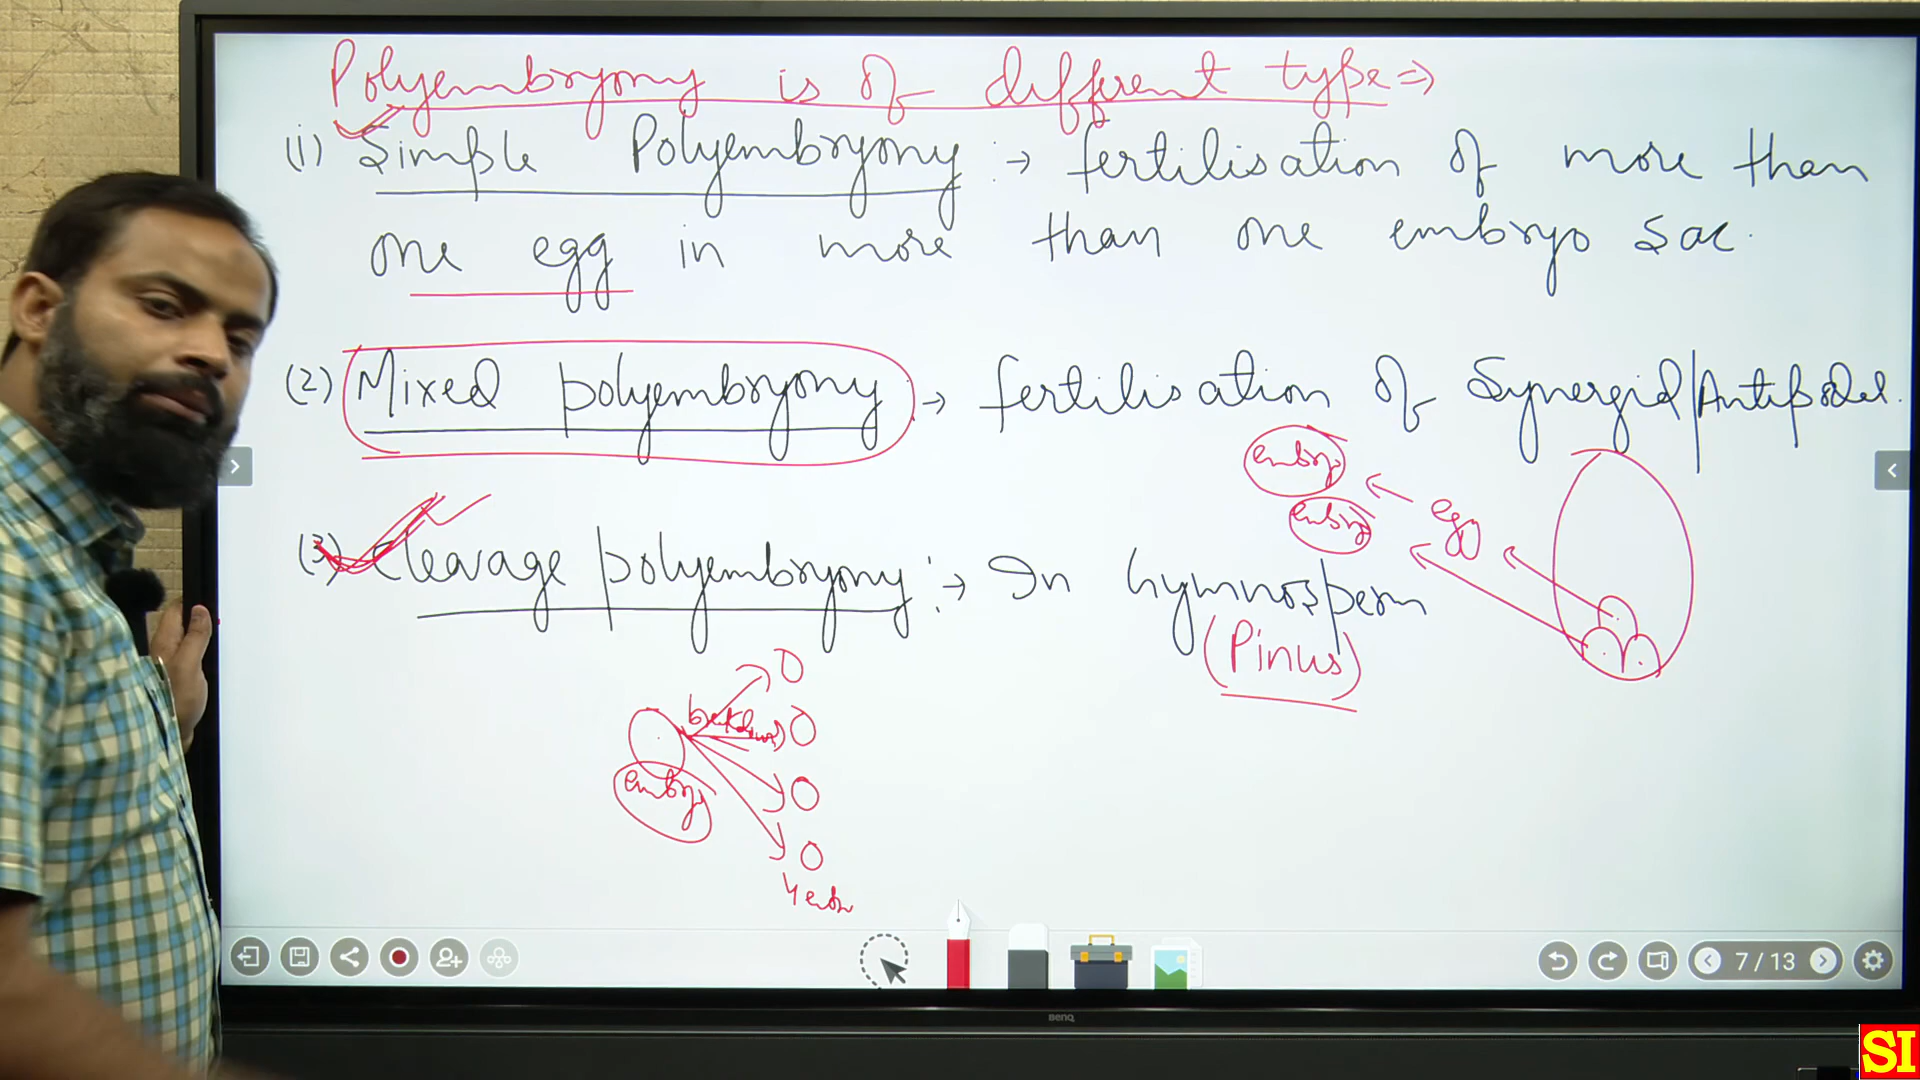 Polyembryony is of different type ⇒
(1) Simple Polyembryony :→ fertilisation of more than
one egg in more than one embryo sac.
(2) Mixed polyembryony → fertilisation of Synergid/Antipodal.
embryo
embryo
egg
(3) Cleavage polyembryony :→ In Gymnosperm
(Pinus)
embryo
7 / 13
BenQ
SI